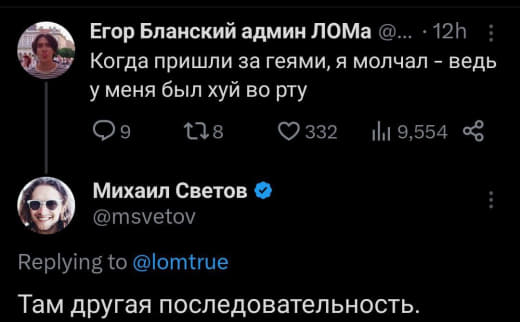 Егор Бланский админ ЛОМа @... · 12h
Когда пришли за геями, я молчал - ведь
у меня был хуй во рту
9 8 332 9,554
Михаил Светов
@msvetov
Replying to @lomtrue
Там другая последовательность.